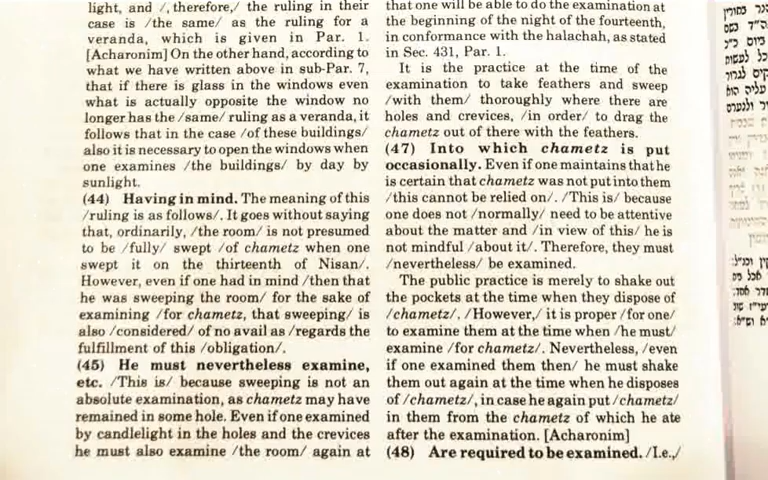 light, and /, therefore,/ the ruling in their
case is /the same/ as the ruling for a
veranda, which is given in Par. 1.
[Acharonim] On the other hand, according to
what we have written above in sub-Par. 7,
that if there is glass in the windows even
what is actually opposite the window no
longer has the /same/ ruling as a veranda, it
follows that in the case /of these buildings/
also it is necessary to open the windows when
one examines /the buildings/ by day by
sunlight.
(44) Having in mind. The meaning of this
/ruling is as follows/. It goes without saying
that, ordinarily, /the room/ is not presumed
to be /fully/ swept /of chametz when one
swept it on the thirteenth of Nisan/.
However, even if one had in mind /then that
he was sweeping the room/ for the sake of
examining /for chametz, that sweeping/ is
also /considered/ of no avail as /regards the
fulfillment of this /obligation/.
(45) He must nevertheless examine,
etc. /This is/ because sweeping is not an
absolute examination, as chametz may have
remained in some hole. Even if one examined
by candlelight in the holes and the crevices
he must also examine /the room/ again at
that one will be able to do the examination at
the beginning of the night of the fourteenth,
in conformance with the halachah, as stated
in Sec. 431, Par. 1.
It is the practice at the time of the
examination to take feathers and sweep
/with them/ thoroughly where there are
holes and crevices, /in order/ to drag the
chametz out of there with the feathers.
(47) Into which chametz is put
occasionally. Even if one maintains that he
is certain that chametz was not put into them
/this cannot be relied on/. /This is/ because
one does not /normally/ need to be attentive
about the matter and /in view of this/ he is
not mindful /about it/. Therefore, they must
/nevertheless/ be examined.
The public practice is merely to shake out
the pockets at the time when they dispose of
/chametz/. /However,/ it is proper /for one/
to examine them at the time when /he must/
examine /for chametz/. Nevertheless, /even
if one examined them then/ he must shake
them out again at the time when he disposes
of /chametz/, in case he again put /chametz/
in them from the chametz of which he ate
after the examination. [Acharonim]
(48) Are required to be examined. /I.e.,/